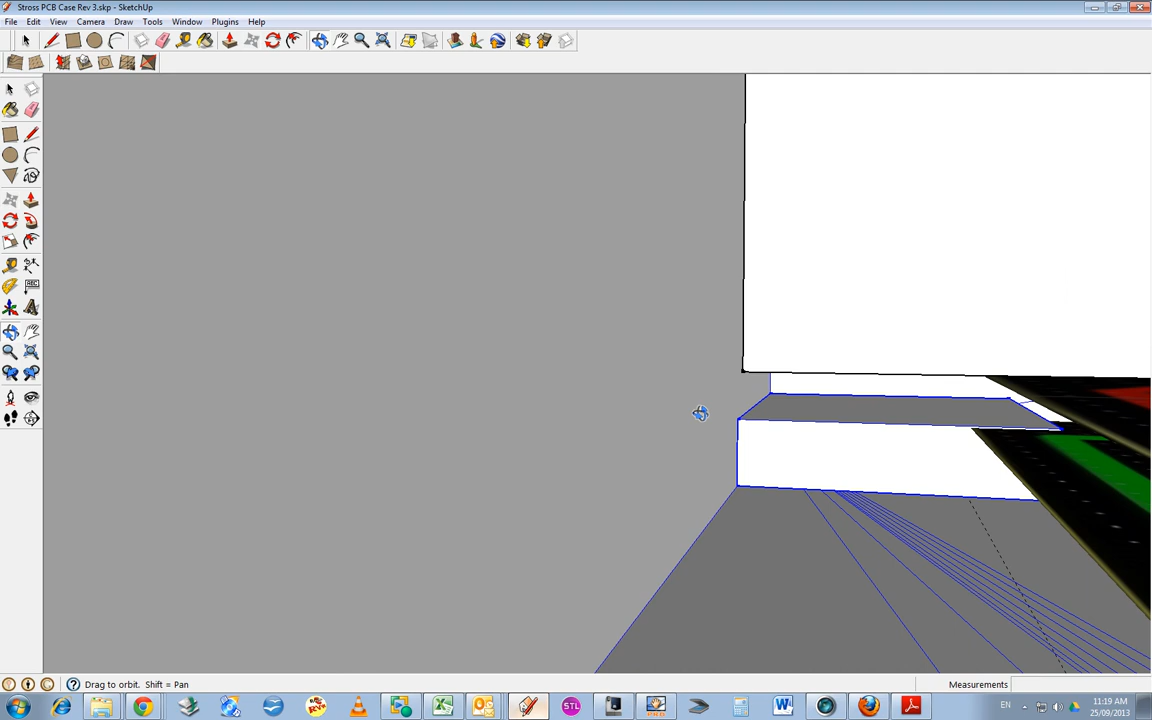 Stross PCB Case Rev 3.skp - SketchUp
File Edit View Camera Draw Tools Window Plugins Help
ABC
Drag to orbit. Shift = Pan
Measurements
STL
EN
11:19 AM
25/09/2013